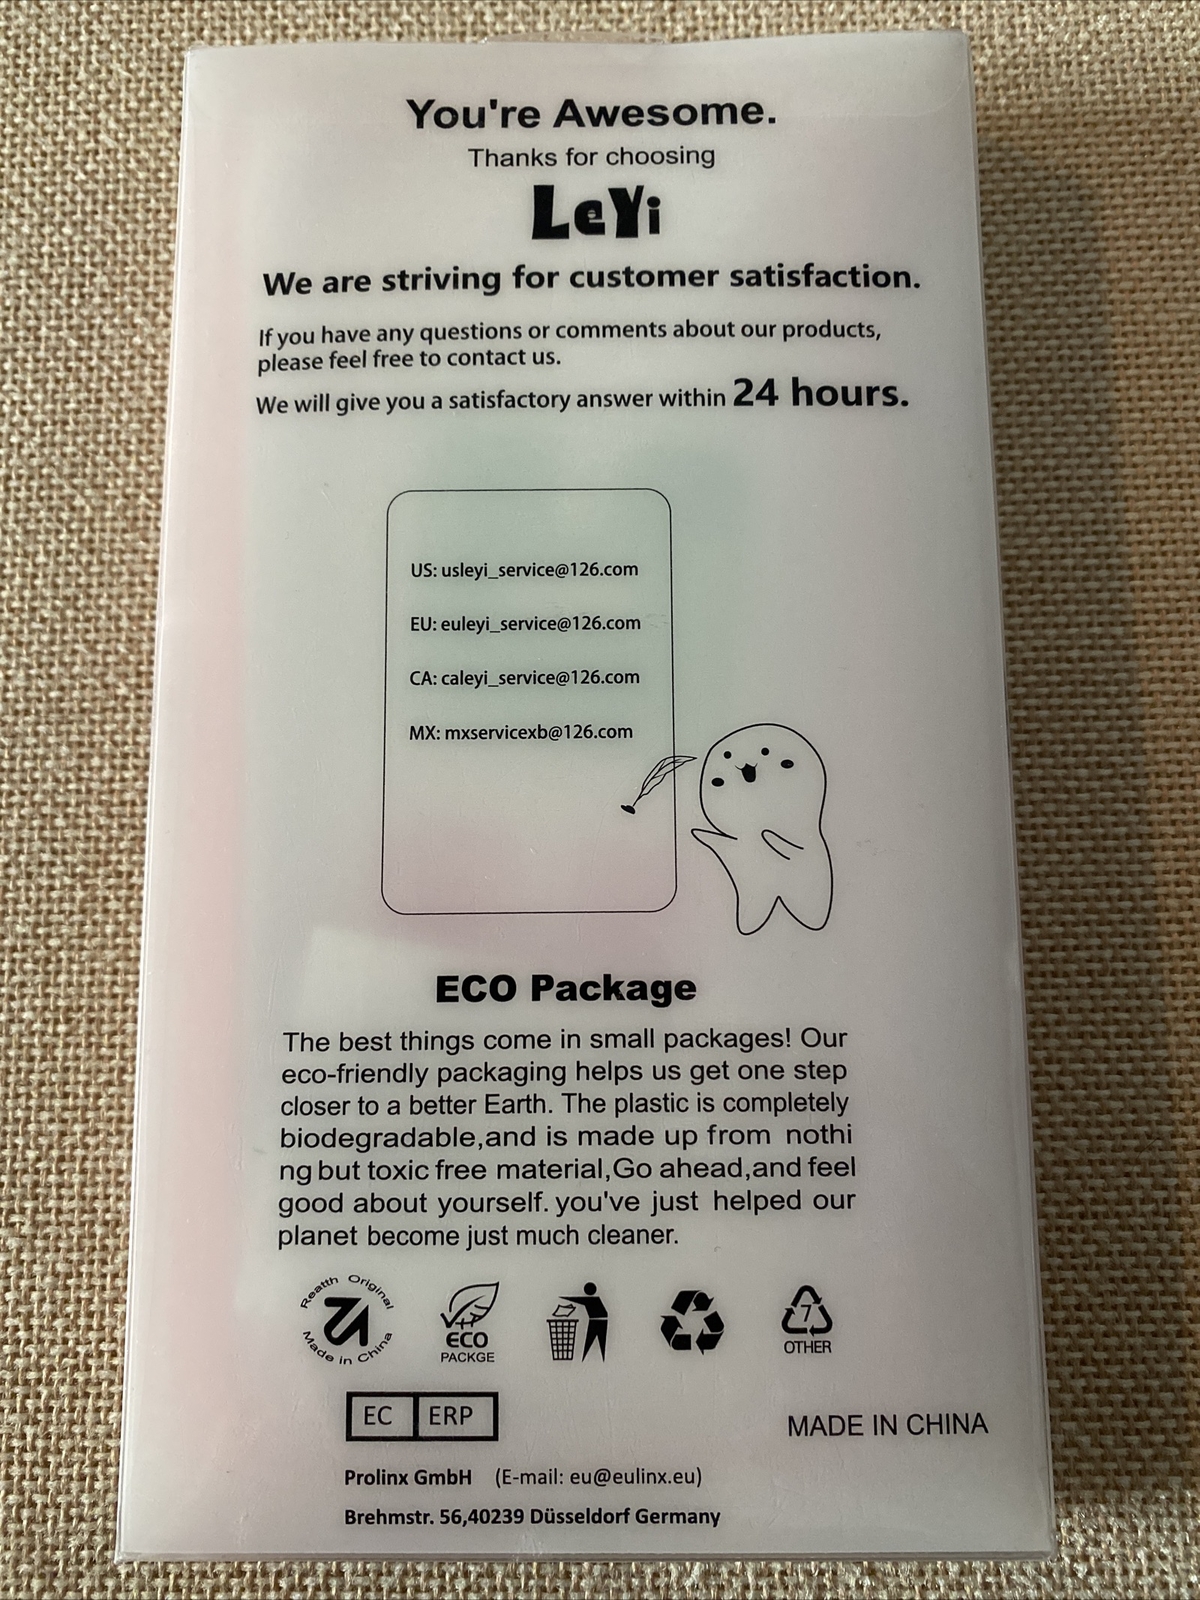 You're Awesome.
Thanks for choosing
LeYi
We are striving for customer satisfaction.
If you have any questions or comments about our products,
please feel free to contact us.
We will give you a satisfactory answer within 24 hours.
US: usleyi_service@126.com
EU: euleyi_service@126.com
CA: caleyi_service@126.com
MX: mxservicexb@126.com
ECO Package
The best things come in small packages! Our
eco-friendly packaging helps us get one step
closer to a better Earth. The plastic is completely
biodegradable,and is made up from nothi
ng but toxic free material,Go ahead,and feel
good about yourself. you've just helped our
planet become just much cleaner.
Reatth Original
Made in China
ECO
PACKGE
7
OTHER
EC ERP
MADE IN CHINA
Prolinx GmbH (E-mail: eu@eulinx.eu)
Brehmstr. 56,40239 Düsseldorf Germany